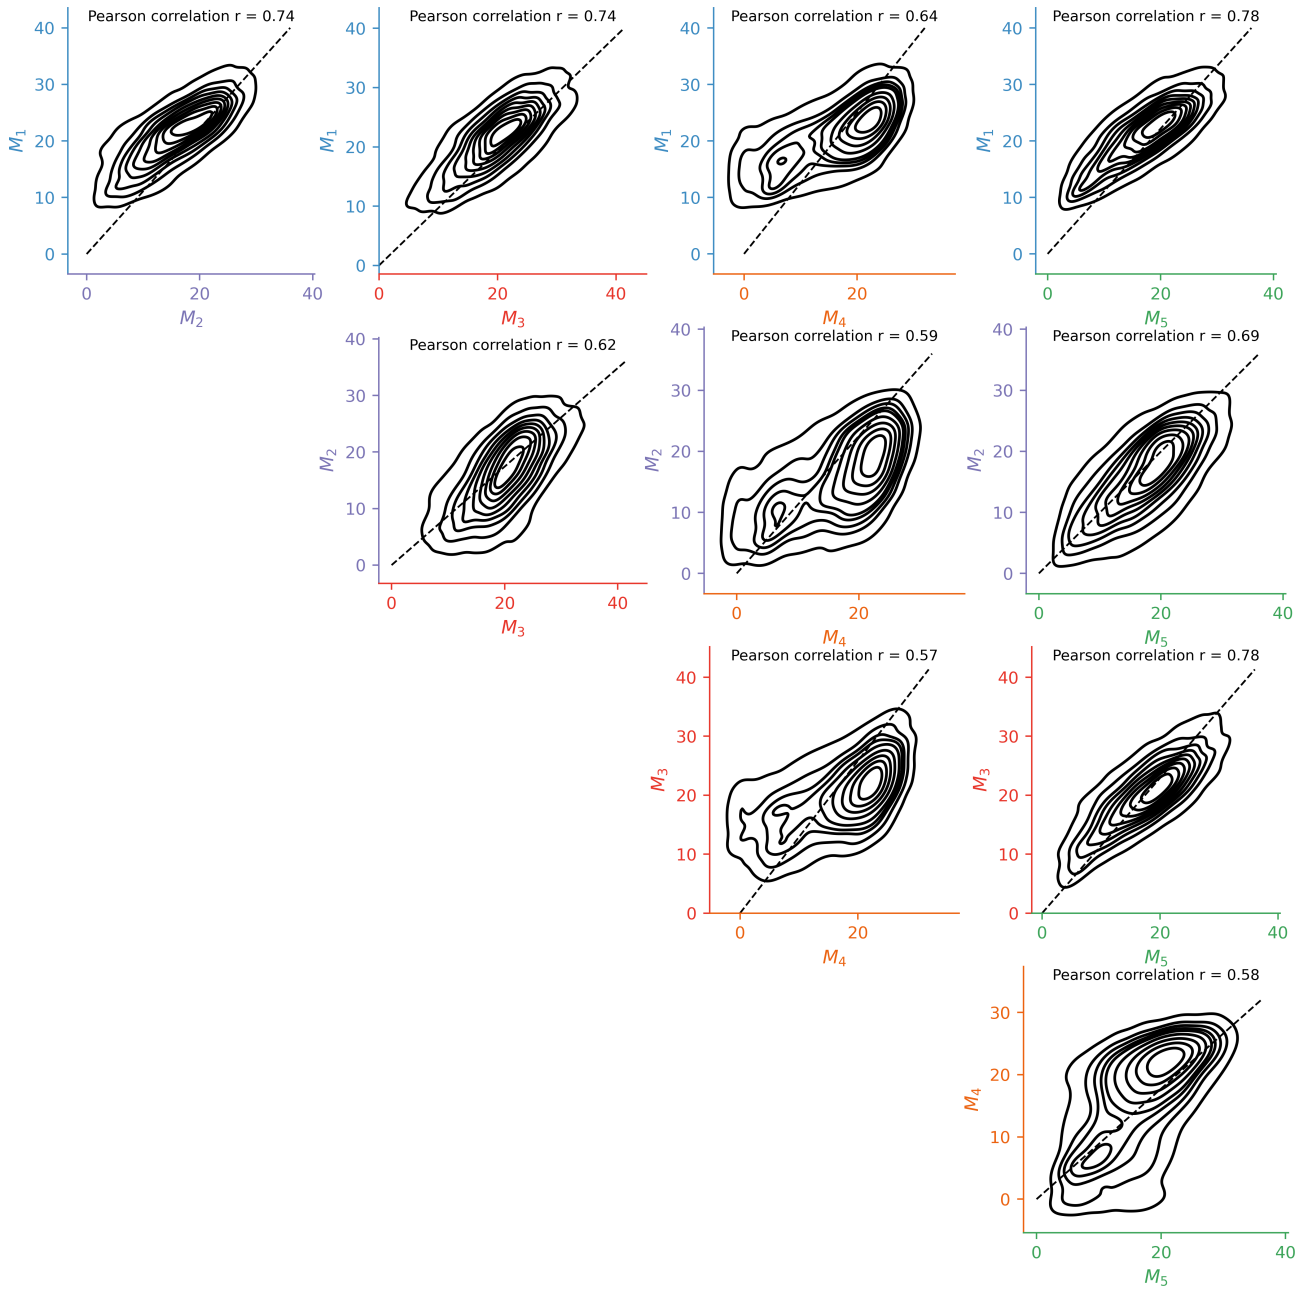 Pearson correlation r = 0.74
Pearson correlation r = 0.74
Pearson correlation r = 0.64
Pearson correlation r = 0.78
40
30
20
10
0
M₁
0
20
40
M₂
40
30
20
10
0
M₁
0
20
40
M₃
40
30
20
10
0
M₁
0
20
M₄
40
30
20
10
0
M₁
0
20
40
M₅
Pearson correlation r = 0.62
Pearson correlation r = 0.59
Pearson correlation r = 0.69
40
30
20
10
0
M₂
0
20
40
M₃
40
30
20
10
0
M₂
0
20
M₄
40
30
20
10
0
M₂
0
20
40
M₅
Pearson correlation r = 0.57
Pearson correlation r = 0.78
40
30
20
10
0
M₃
0
20
M₄
40
30
20
10
0
M₃
0
20
40
M₅
Pearson correlation r = 0.58
30
20
10
0
M₄
0
20
40
M₅